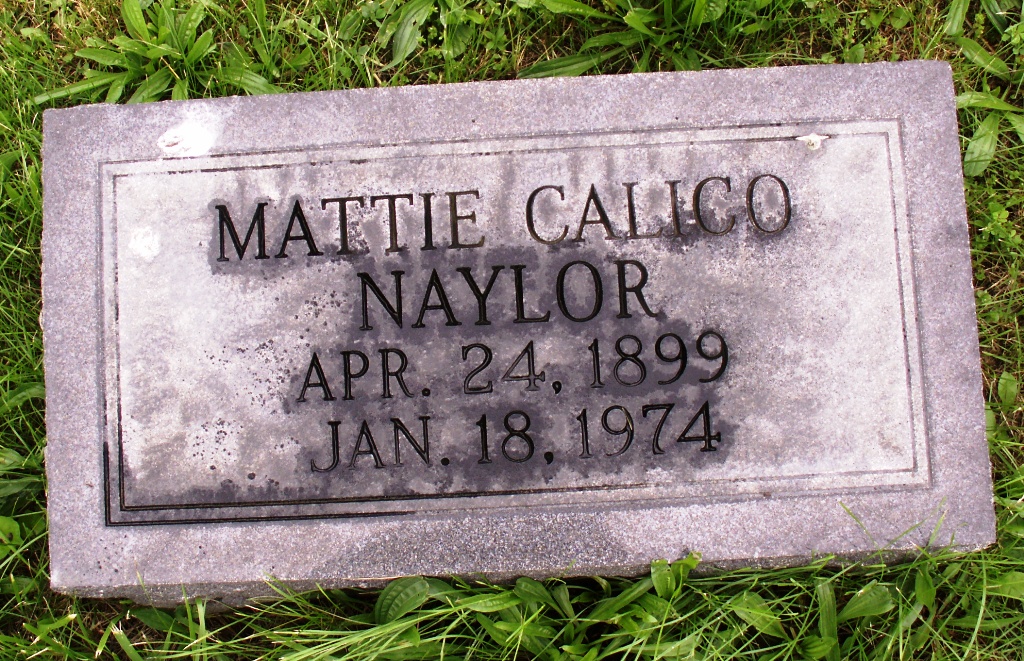 MATTIE CALICO
NAYLOR
APR. 24, 1899
JAN. 18, 1974